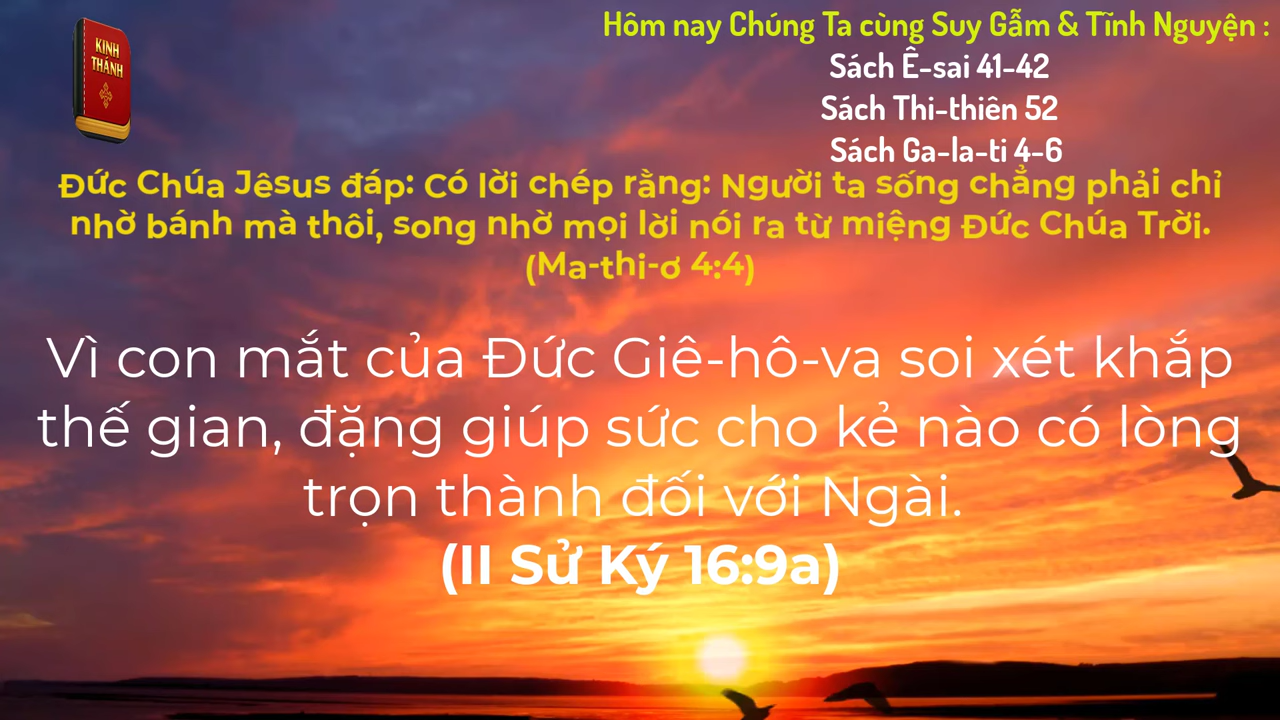 KINH
THÁNH
Hôm nay Chúng Ta cùng Suy Gẫm & Tĩnh Nguyện :
Sách Ê-sai 41-42
Sách Thi-thiên 52
Sách Ga-la-ti 4-6
Đức Chúa Jêsus đáp: Có lời chép rằng: Người ta sống chẳng phải chỉ
nhờ bánh mà thôi, song nhờ mọi lời nói ra từ miệng Đức Chúa Trời.
(Ma-thi-ơ 4:4)
Vì con mắt của Đức Giê-hô-va soi xét khắp
thế gian, đặng giúp sức cho kẻ nào có lòng
trọn thành đối với Ngài.
(II Sử Ký 16:9a)